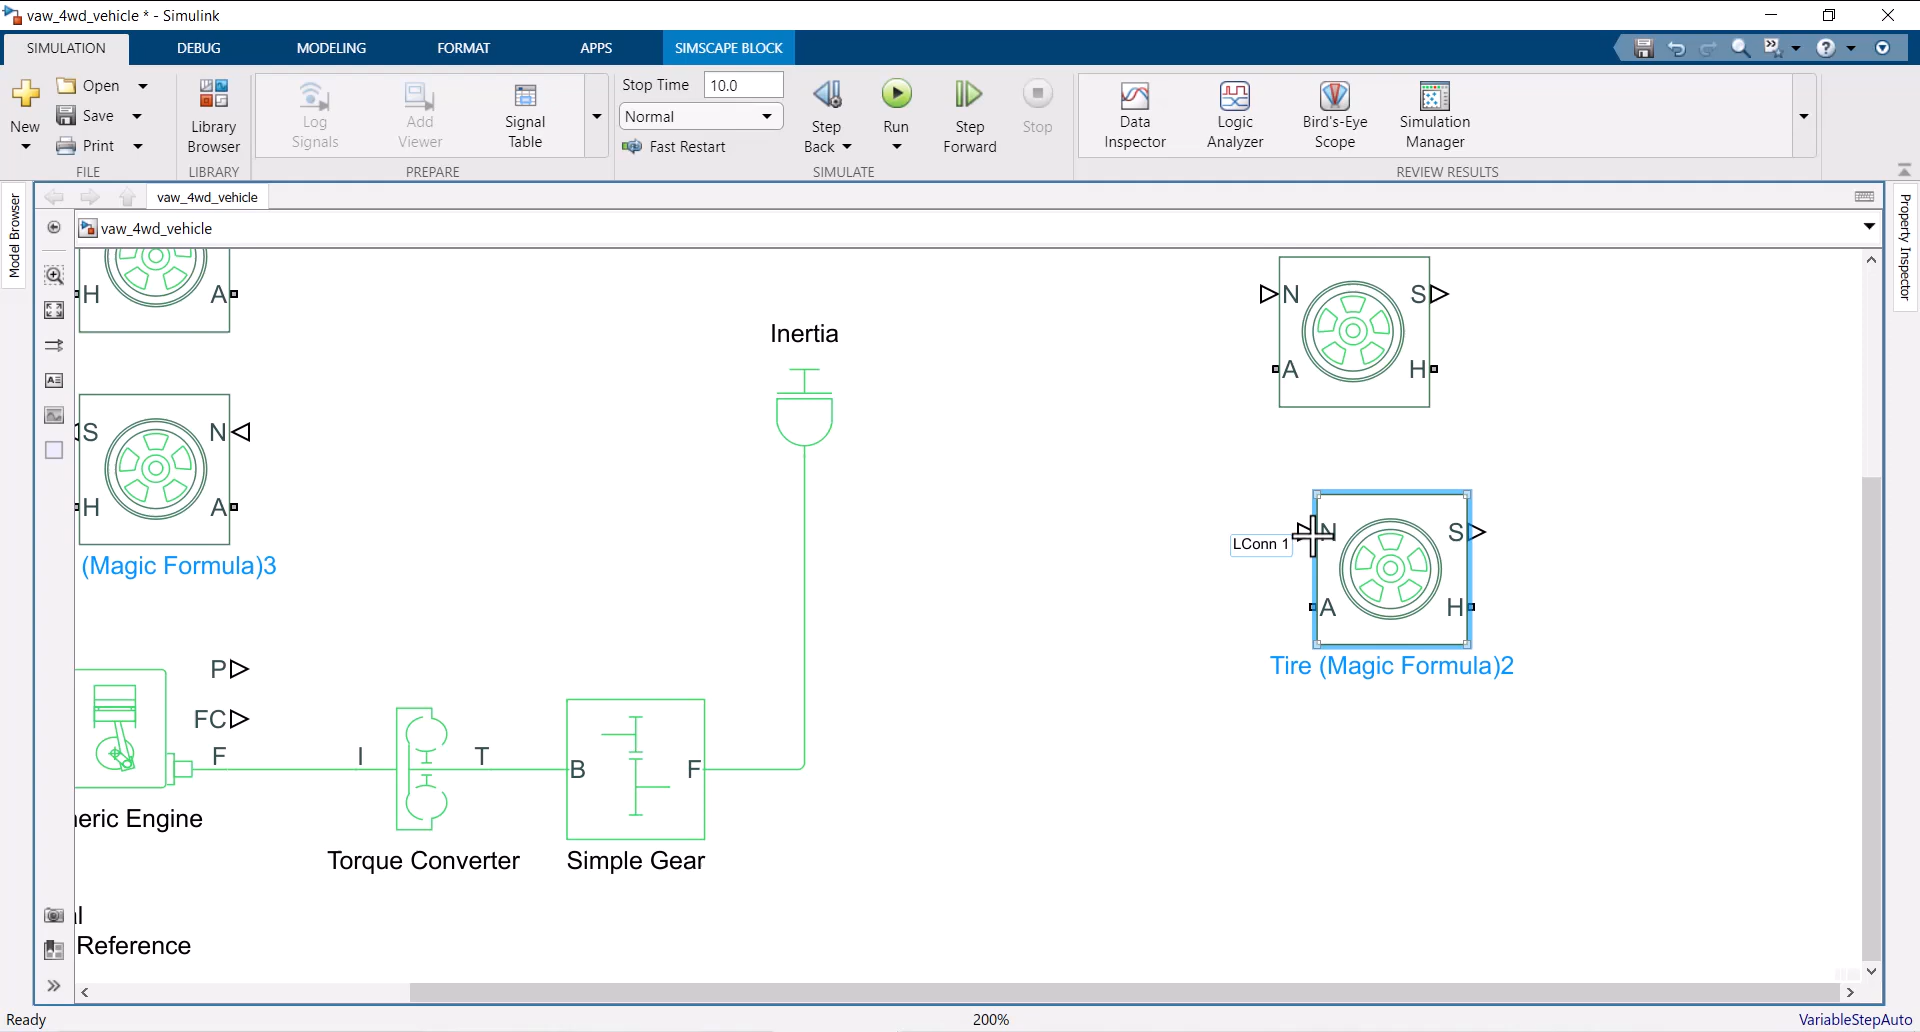 vaw_4wd_vehicle * - Simulink
SIMULATION
DEBUG
MODELING
FORMAT
APPS
SIMSCAPE BLOCK
New
Open
Save
Print
FILE
Library
Browser
LIBRARY
Log
Signals
Add
Viewer
Signal
Table
PREPARE
Stop Time 10.0
Normal
Fast Restart
Step
Back
Run
Step
Forward
Stop
SIMULATE
Data
Inspector
Logic
Analyzer
Bird's-Eye
Scope
Simulation
Manager
REVIEW RESULTS
Model Browser
Property Inspector
vaw_4wd_vehicle
vaw_4wd_vehicle
H A
S N
H A
(Magic Formula)3
Inertia
N S
A H
LConn 1
N S
A H
Tire (Magic Formula)2
P
FC
F
I
T
B
F
neric Engine
Torque Converter
Simple Gear
al
Reference
Ready
200%
VariableStepAuto